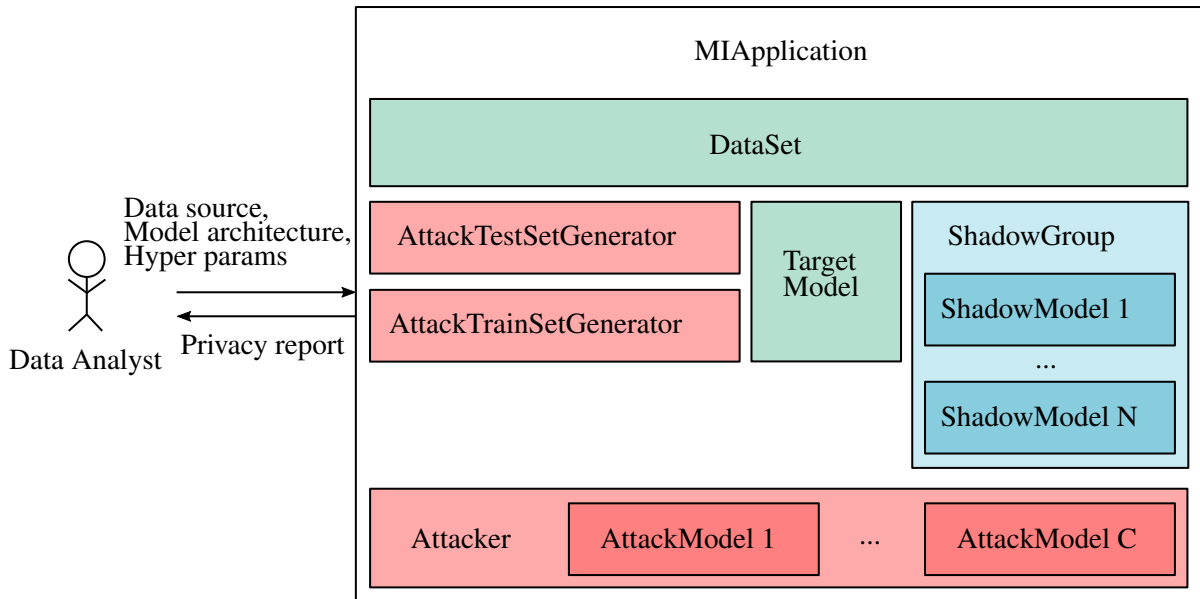 MIApplication
DataSet
Data source,
Model architecture,
Hyper params
Data Analyst
Privacy report
AttackTestSetGenerator
AttackTrainSetGenerator
Target
Model
ShadowGroup
ShadowModel 1
...
ShadowModel N
Attacker
AttackModel 1
...
AttackModel C